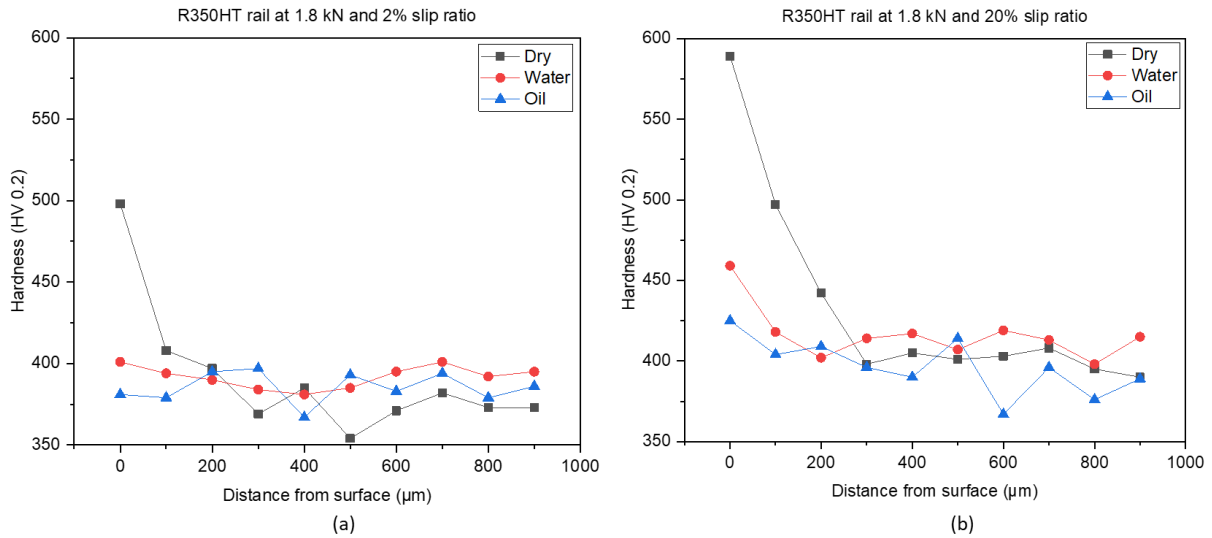 R350HT rail at 1.8 kN and 2% slip ratio
600
550
500
450
400
350
Hardness (HV 0.2)
Dry
Water
Oil
0 200 400 600 800 1000
Distance from surface (µm)
(a)
R350HT rail at 1.8 kN and 20% slip ratio
600
550
500
450
400
350
Hardness (HV 0.2)
Dry
Water
Oil
0 200 400 600 800 1000
Distance from surface (µm)
(b)